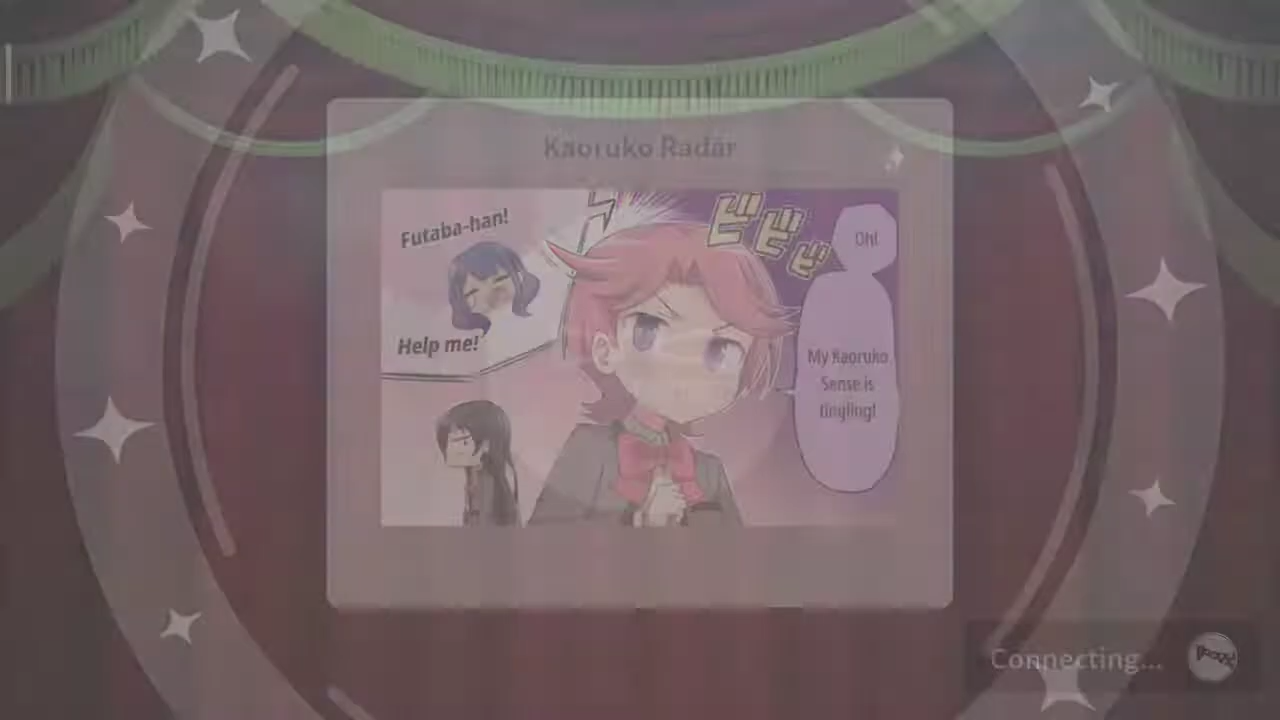 Kaoruko Radar
Futaba-han!
Help me!
ビビビ
Oh!
My Kaoruko
Sense is
tingling!
Connecting...